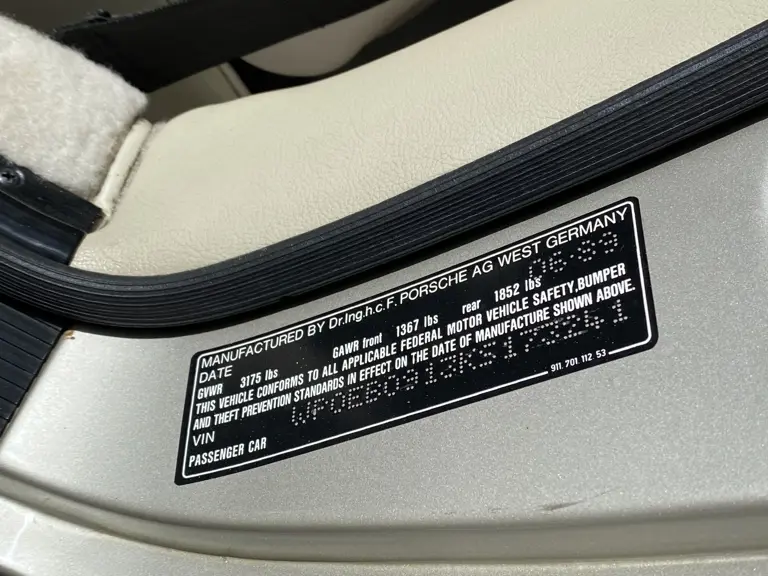 MANUFACTURED BY Dr.Ing.h.c.F. PORSCHE AG WEST GERMANY
DATE 06·89
GVWR 3175 lbs GAWR front 1367 lbs rear 1852 lbs
THIS VEHICLE CONFORMS TO ALL APPLICABLE FEDERAL MOTOR VEHICLE SAFETY,BUMPER
AND THEFT PREVENTION STANDARDS IN EFFECT ON THE DATE OF MANUFACTURE SHOWN ABOVE.
VIN
PASSENGER CAR
911. 701. 112 53